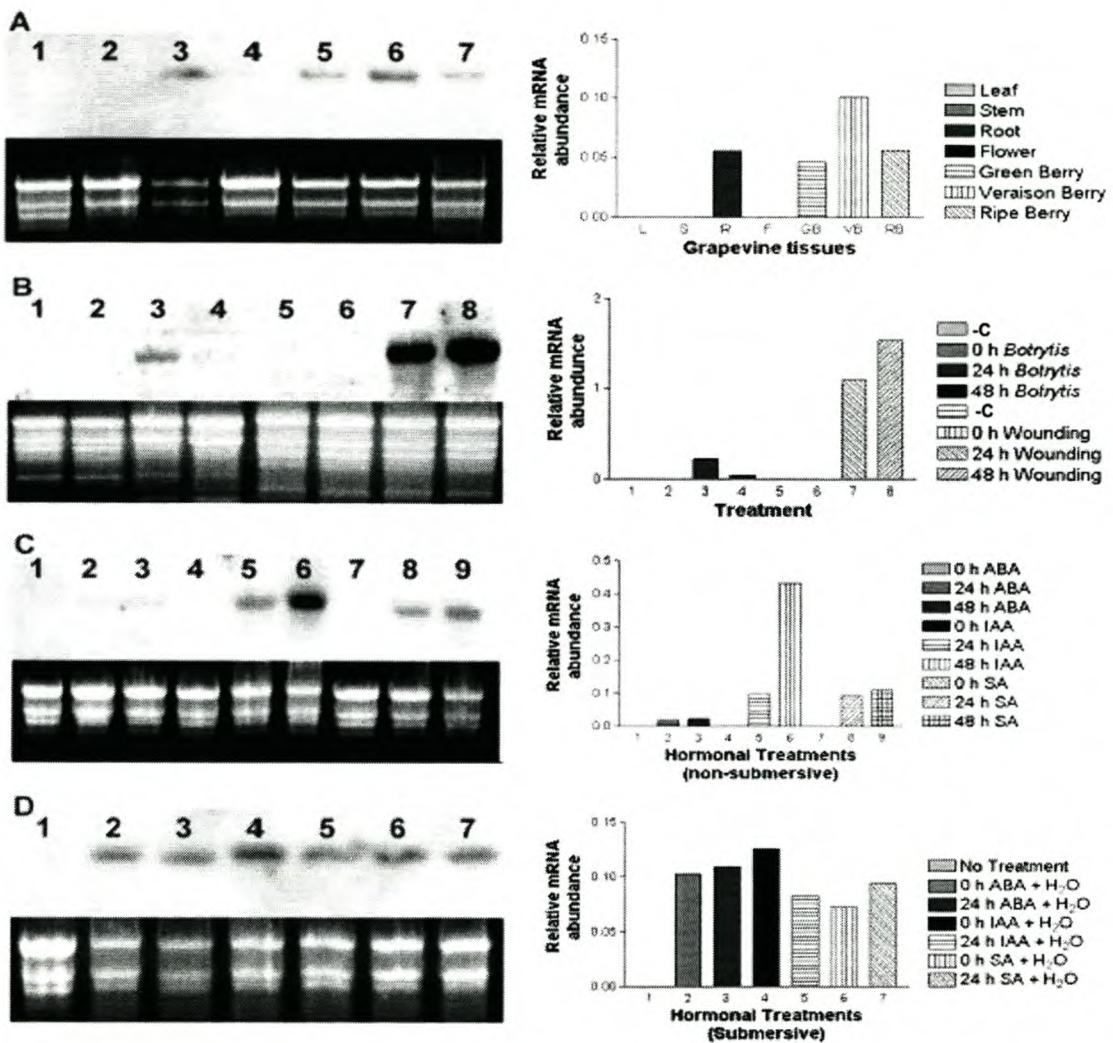 A
1 2 3 4 5 6 7
Relative mRNA
abundance
0.15
0.10
0.05
0.00
L S R F GB VB RB
Grapevine tissues
Leaf
Stem
Root
Flower
Green Berry
Veraison Berry
Ripe Berry
B
1 2 3 4 5 6 7 8
Relative mRNA
abundunce
2
1
0
1 2 3 4 5 6 7 8
Treatment
-C
0 h Botrytis
24 h Botrytis
48 h Botrytis
-C
0 h Wounding
24 h Wounding
48 h Wounding
C
1 2 3 4 5 6 7 8 9
Relative mRNA
abundance
0.5
0.4
0.3
0.2
0.1
0.0
1 2 3 4 5 6 7 8 9
Hormonal Treatments
(non-submersive)
0 h ABA
24 h ABA
48 h ABA
0 h IAA
24 h IAA
48 h IAA
0 h SA
24 h SA
48 h SA
D
1 2 3 4 5 6 7
Relative mRNA
abundance
0.15
0.10
0.05
0.00
1 2 3 4 5 6 7
Hormonal Treatments
(Submersive)
No Treatment
0 h ABA + H₂O
24 h ABA + H₂O
0 h IAA + H₂O
24 h IAA + H₂O
0 h SA + H₂O
24 h SA + H₂O